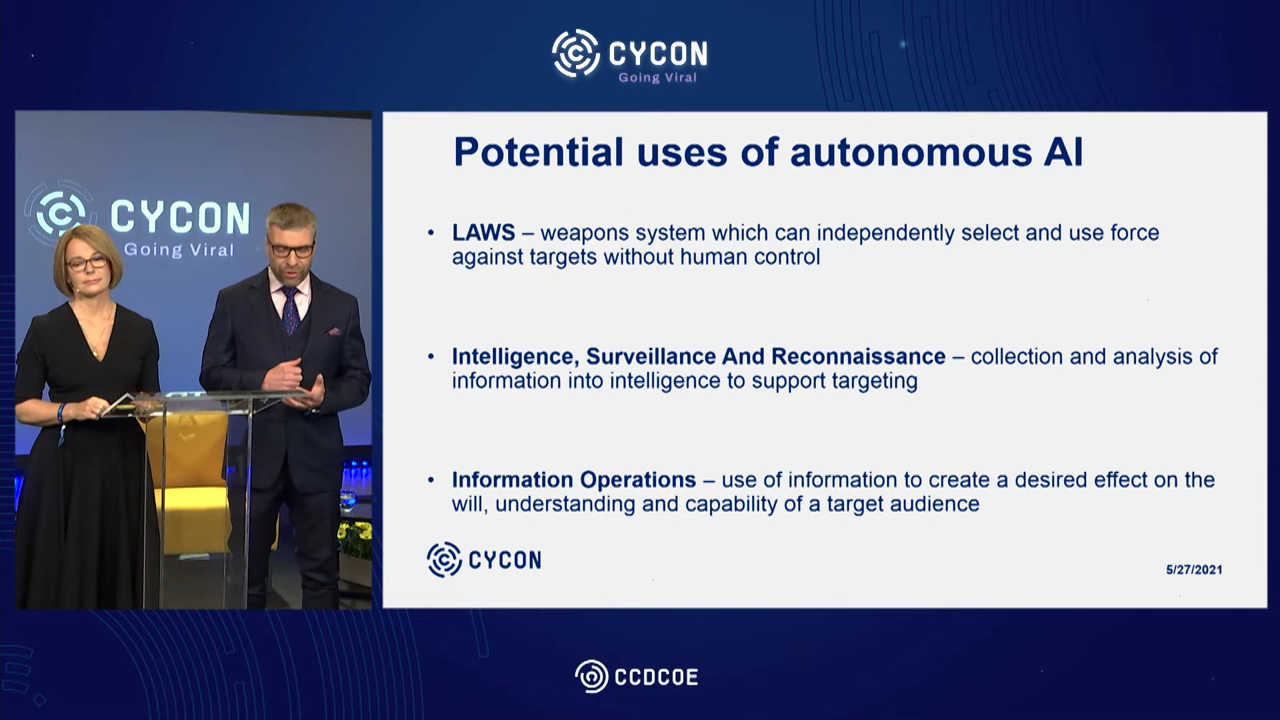 CYCON
Going Viral
CYCON
Going Viral
Potential uses of autonomous AI
• LAWS – weapons system which can independently select and use force
against targets without human control
• Intelligence, Surveillance And Reconnaissance – collection and analysis of
information into intelligence to support targeting
• Information Operations – use of information to create a desired effect on the
will, understanding and capability of a target audience
CYCON
5/27/2021
CCDCOE